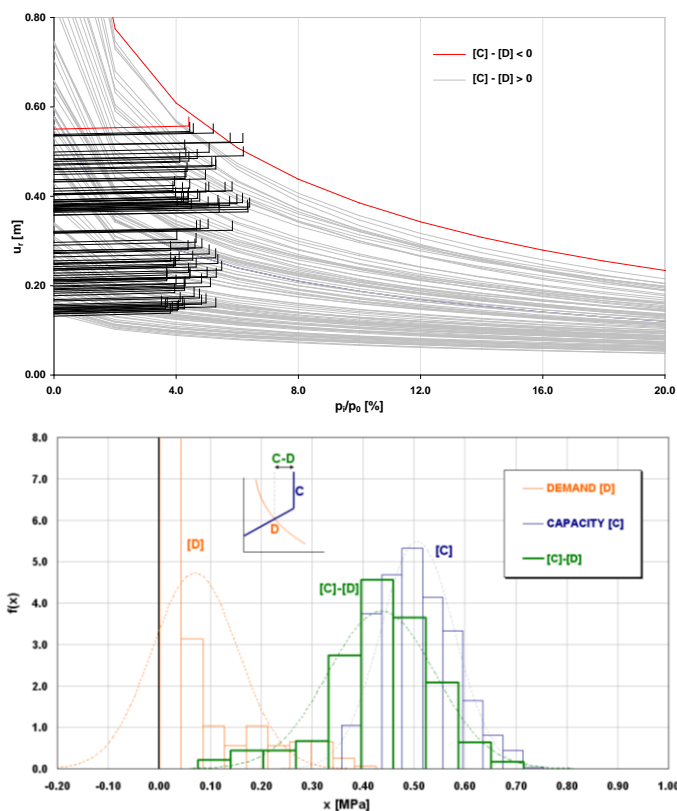 0.80
[C] - [D] < 0
[C] - [D] > 0
0.60
0.40
0.20
0.00
u_r [m]
0.0 4.0 8.0 12.0 16.0 20.0
p_i/p_0 [%]
8.0
7.0
6.0
5.0
4.0
3.0
2.0
1.0
0.0
f(x)
C-D
C
D
[D]
[C]-[D]
[C]
DEMAND [D]
CAPACITY [C]
[C]-[D]
-0.20 -0.10 0.00 0.10 0.20 0.30 0.40 0.50 0.60 0.70 0.80 0.90 1.00
x [MPa]